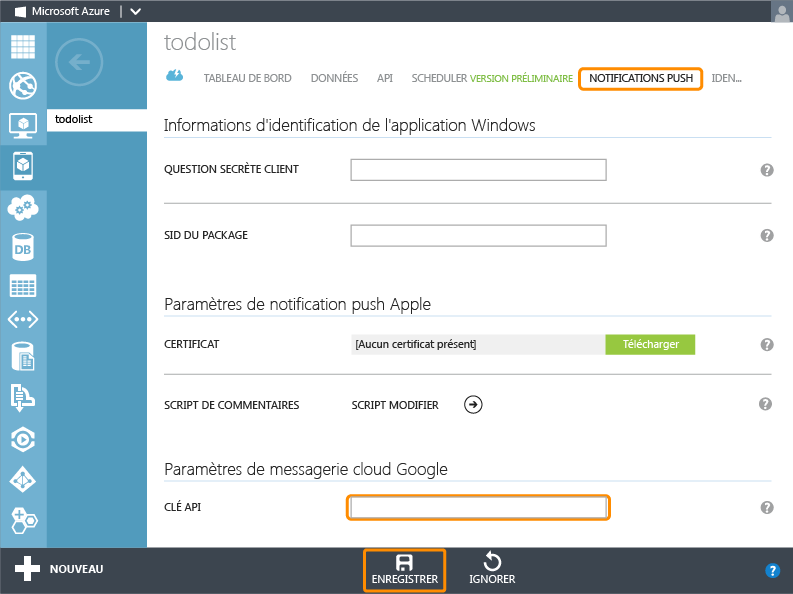 Microsoft Azure
todolist
todolist
TABLEAU DE BORD DONNÉES API SCHEDULER VERSION PRÉLIMINAIRE NOTIFICATIONS PUSH IDEN...
Informations d'identification de l'application Windows
QUESTION SECRÈTE CLIENT ?
SID DU PACKAGE ?
Paramètres de notification push Apple
CERTIFICAT [Aucun certificat présent] Télécharger ?
SCRIPT DE COMMENTAIRES SCRIPT MODIFIER ?
Paramètres de messagerie cloud Google
CLÉ API ?
DB
NOUVEAU ENREGISTRER IGNORER ?